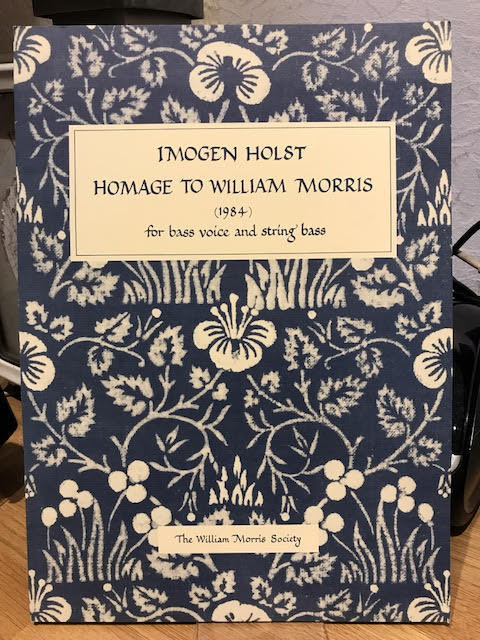 IMOGEN HOLST
HOMAGE TO WILLIAM MORRIS
(1984)
for bass voice and string bass
The William Morris Society